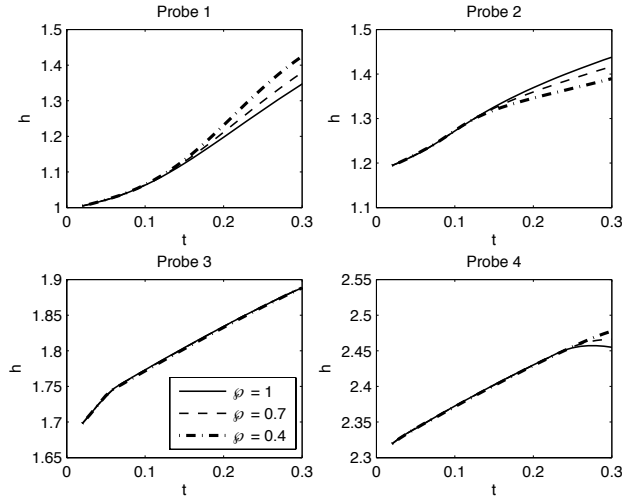 Probe 1
1.5
1.4
1.3
1.2
1.1
1
h
0
0.1
0.2
0.3
t
Probe 2
1.5
1.4
1.3
1.2
1.1
h
0
0.1
0.2
0.3
t
Probe 3
1.9
1.85
1.8
1.75
1.7
1.65
h
℘ = 1
℘ = 0.7
℘ = 0.4
0
0.1
0.2
0.3
t
Probe 4
2.55
2.5
2.45
2.4
2.35
2.3
h
0
0.1
0.2
0.3
t